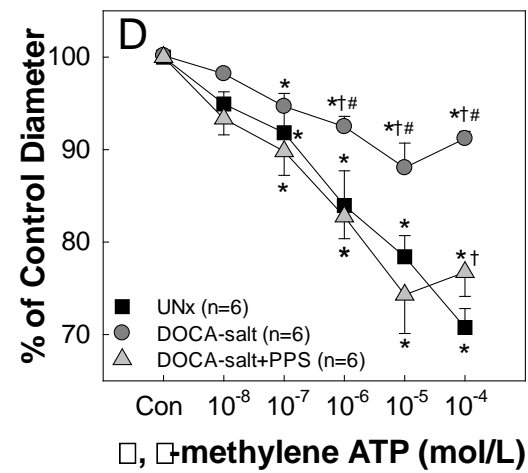 D
% of Control Diameter
100
90
80
70
*
*†#
*†#
*†#
*
*
*
*
*
*
*†
*
*
UNx (n=6)
DOCA-salt (n=6)
DOCA-salt+PPS (n=6)
Con 10⁻⁸ 10⁻⁷ 10⁻⁶ 10⁻⁵ 10⁻⁴
□, □-methylene ATP (mol/L)